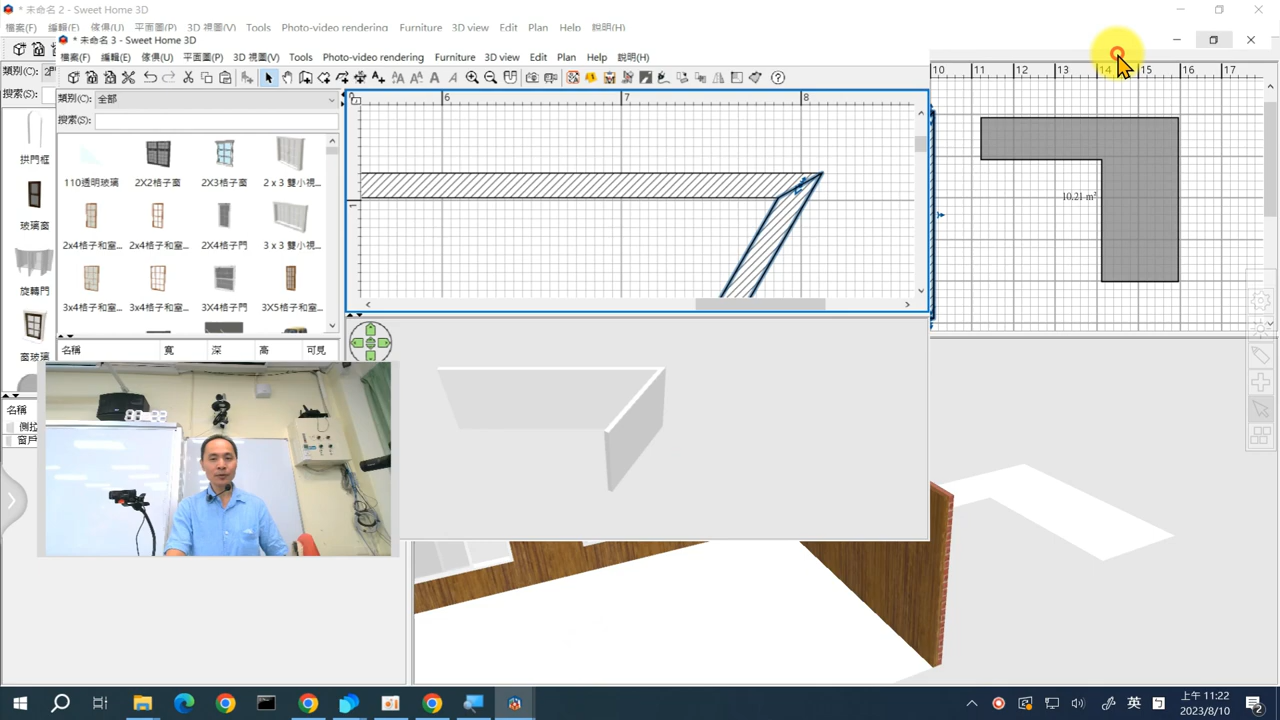 * 未命名 2 - Sweet Home 3D
檔案(F) 編輯(E) 傢俱(U) 平面圖(P) 3D 視圖(V) Tools Photo-video rendering Furniture 3D view Edit Plan Help 說明(H)
* 未命名 3 - Sweet Home 3D
檔案(F) 編輯(E) 傢俱(U) 平面圖(P) 3D 視圖(V) Tools Photo-video rendering Furniture 3D view Edit Plan Help 說明(H)
類別(C):
搜索(S):
類別(C): 全部
搜索(S):
6 7 8
10 11 12 13 14 15 16 17
1
110透明玻璃 2X2格子窗 2X3格子窗 2 x 3 雙小視...
2x4格子和室... 2x4格子和室... 2X4格子門 3 x 3 雙小視...
3x4格子和室... 3x4格子和室... 3X4格子門 3X5格子和室...
拱門框
玻璃窗
旋轉門
窗玻璃
10.21 m²
名稱 寬 深 高 可見
名稱
側拉
窗戶
英
上午 11:22
2023/8/10
2